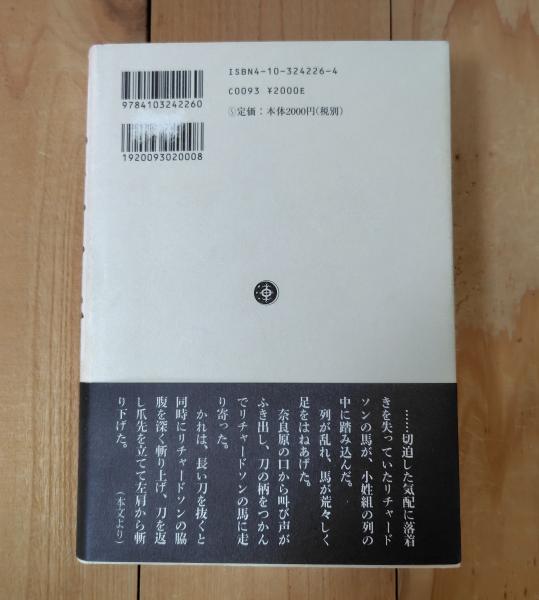 ISBN4-10-324226-4
C0093 ¥2000E
Ⓢ定価：本体2000円(税別)
9784103242260
1920093020008
……切迫した気配に落着
きを失っていたリチャード
ソンの馬が、小姓組の列の
中に踏み込んだ。
列が乱れ、馬が荒々しく
足をはねあげた。
奈良原の口から叫び声が
ふき出し、刀の柄をつかん
でリチャードソンの馬に走
り寄った。
かれは、長い刀を抜くと
同時にリチャードソンの脇
腹を深く斬り上げ、刀を返
し爪先を立てて左肩から斬
り下げた。
（本文より）